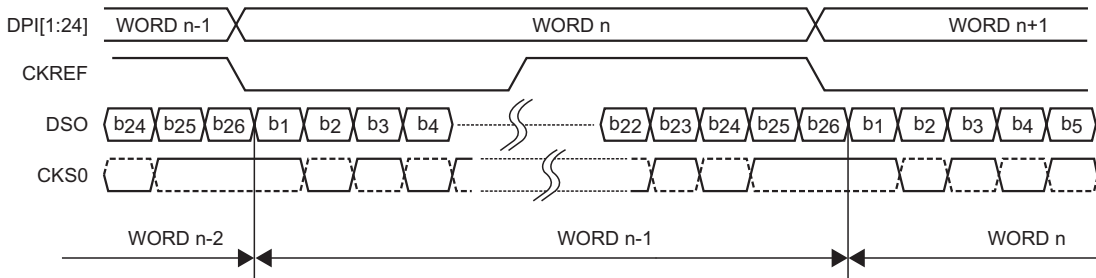 DPI[1:24] WORD n-1 WORD n WORD n+1
CKREF
DSO b24 b25 b26 b1 b2 b3 b4 b22 b23 b24 b25 b26 b1 b2 b3 b4 b5
CKS0
WORD n-2 WORD n-1 WORD n